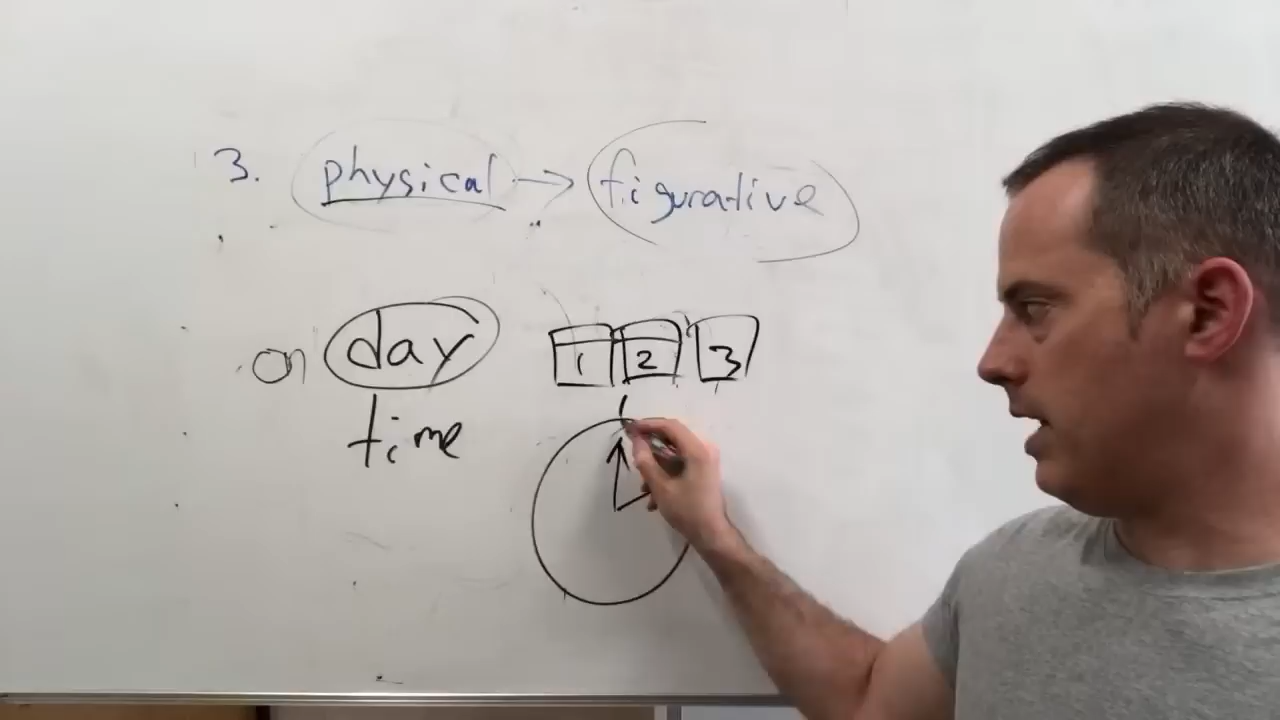 3. physical → figurative
on day 1 2 3
time